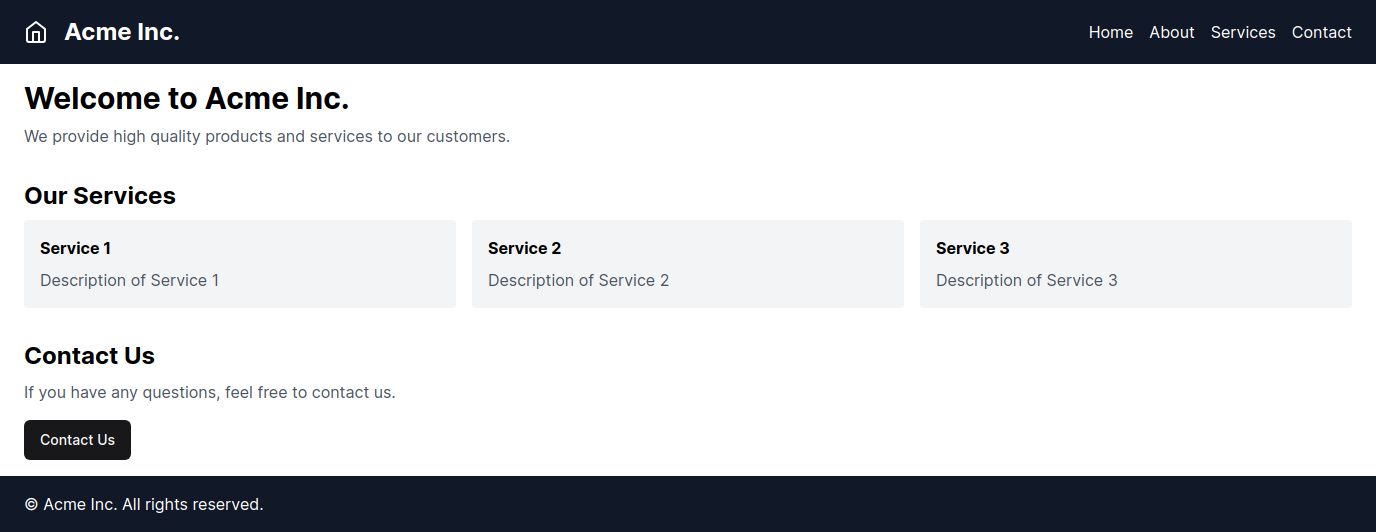 Acme Inc.
Home About Services Contact
Welcome to Acme Inc.
We provide high quality products and services to our customers.
Our Services
Service 1
Description of Service 1
Service 2
Description of Service 2
Service 3
Description of Service 3
Contact Us
If you have any questions, feel free to contact us.
Contact Us
© Acme Inc. All rights reserved.